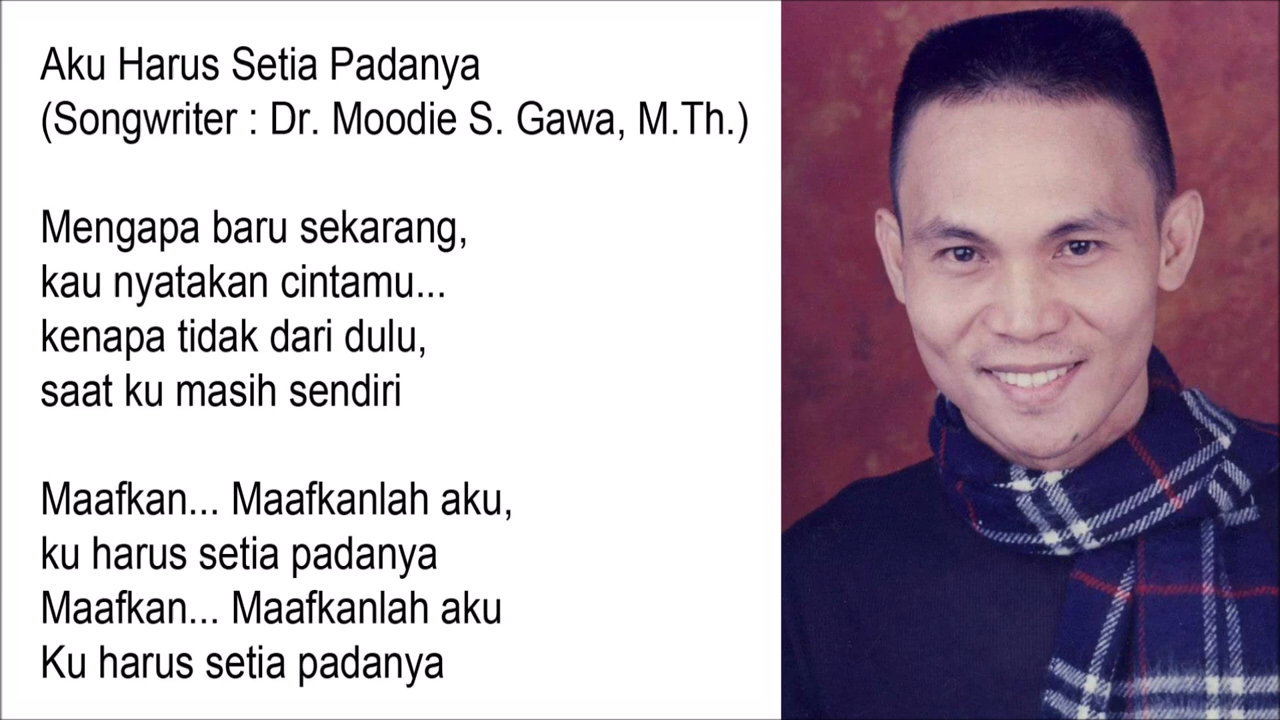 Aku Harus Setia Padanya
(Songwriter : Dr. Moodie S. Gawa, M.Th.)
Mengapa baru sekarang,
kau nyatakan cintamu...
kenapa tidak dari dulu,
saat ku masih sendiri
Maafkan... Maafkanlah aku,
ku harus setia padanya
Maafkan... Maafkanlah aku
Ku harus setia padanya